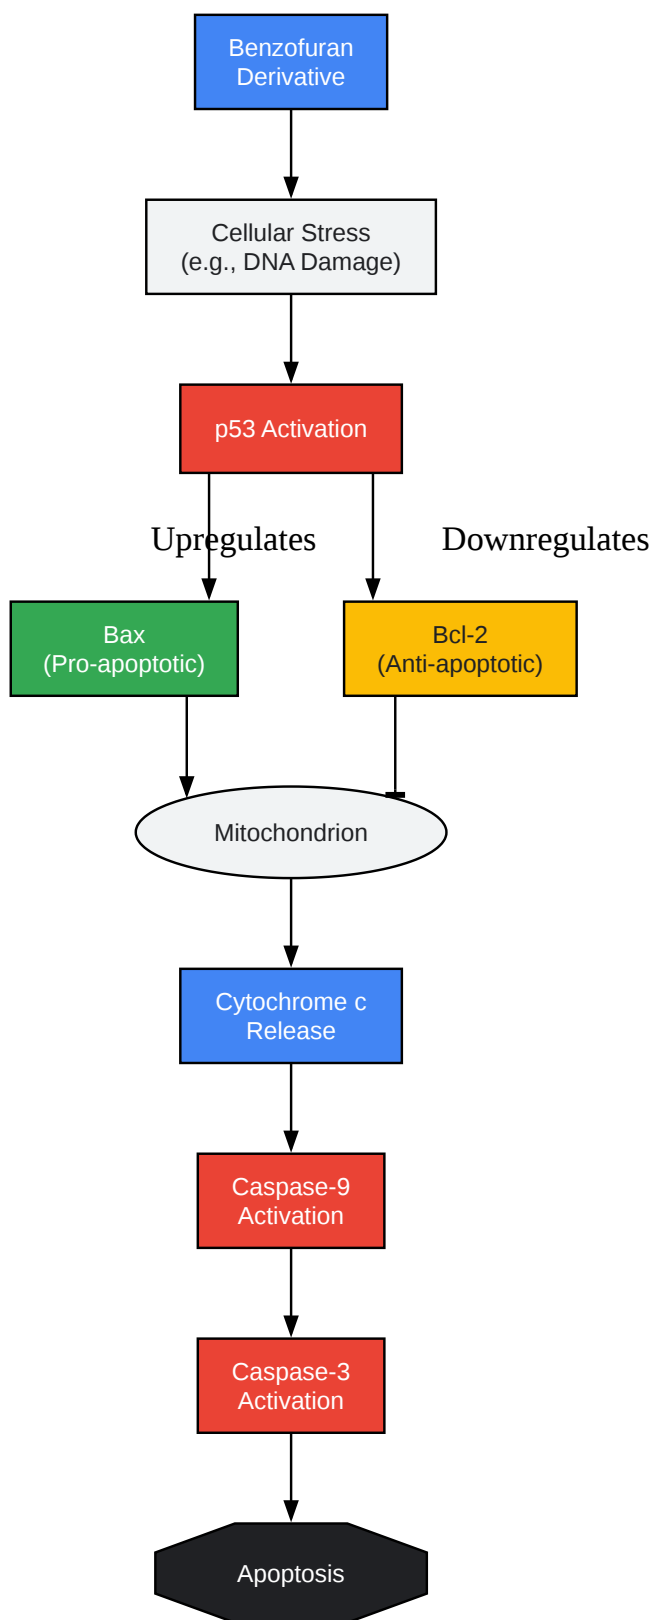 Benzofuran
Derivative
Cellular Stress
(e.g., DNA Damage)
p53 Activation
Upregulates
Downregulates
Bax
(Pro-apoptotic)
Bcl-2
(Anti-apoptotic)
Mitochondrion
Cytochrome c
Release
Caspase-9
Activation
Caspase-3
Activation
Apoptosis